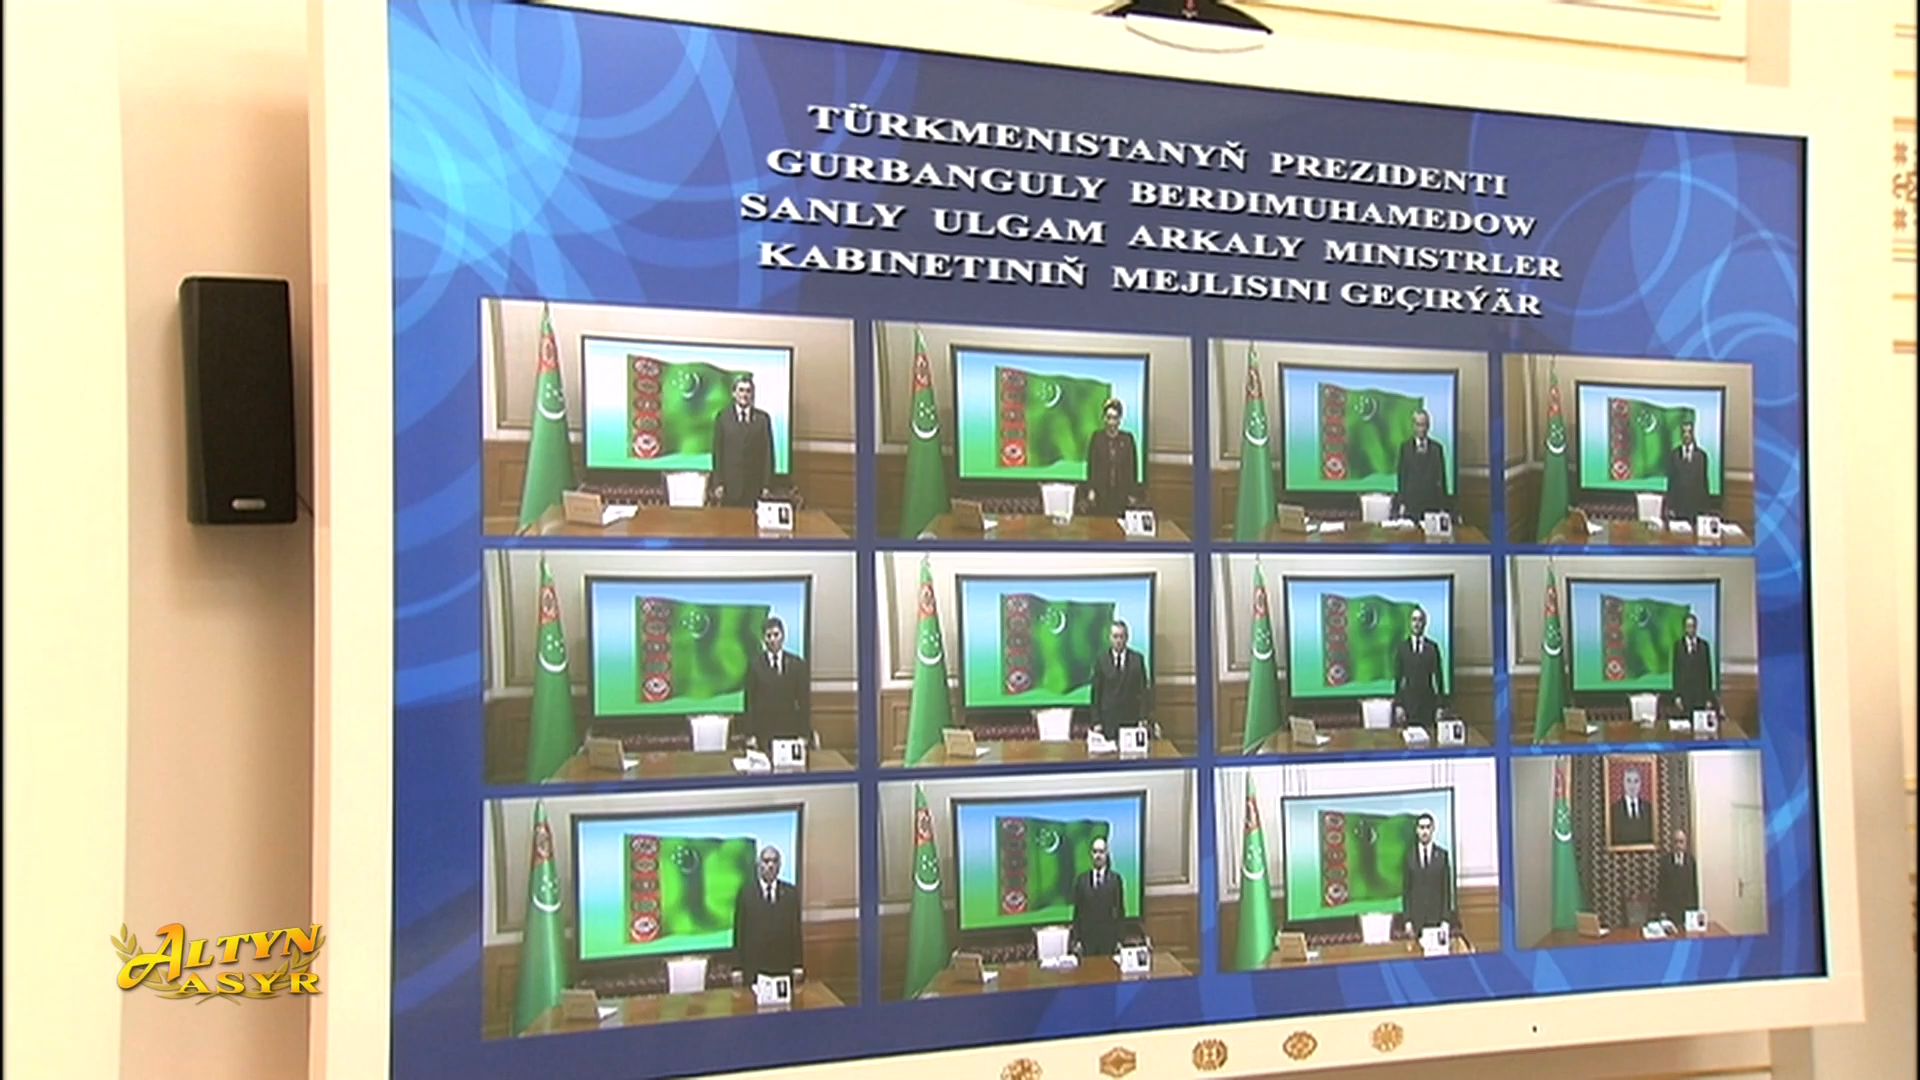 TÜRKMENISTANYŇ PREZIDENTI
GURBANGULY BERDIMUHAMEDOW
SANLY ULGAM ARKALY MINISTRLER
KABINETINIŇ MEJLISINI GEÇIRÝÄR
ALTYN
ASYR